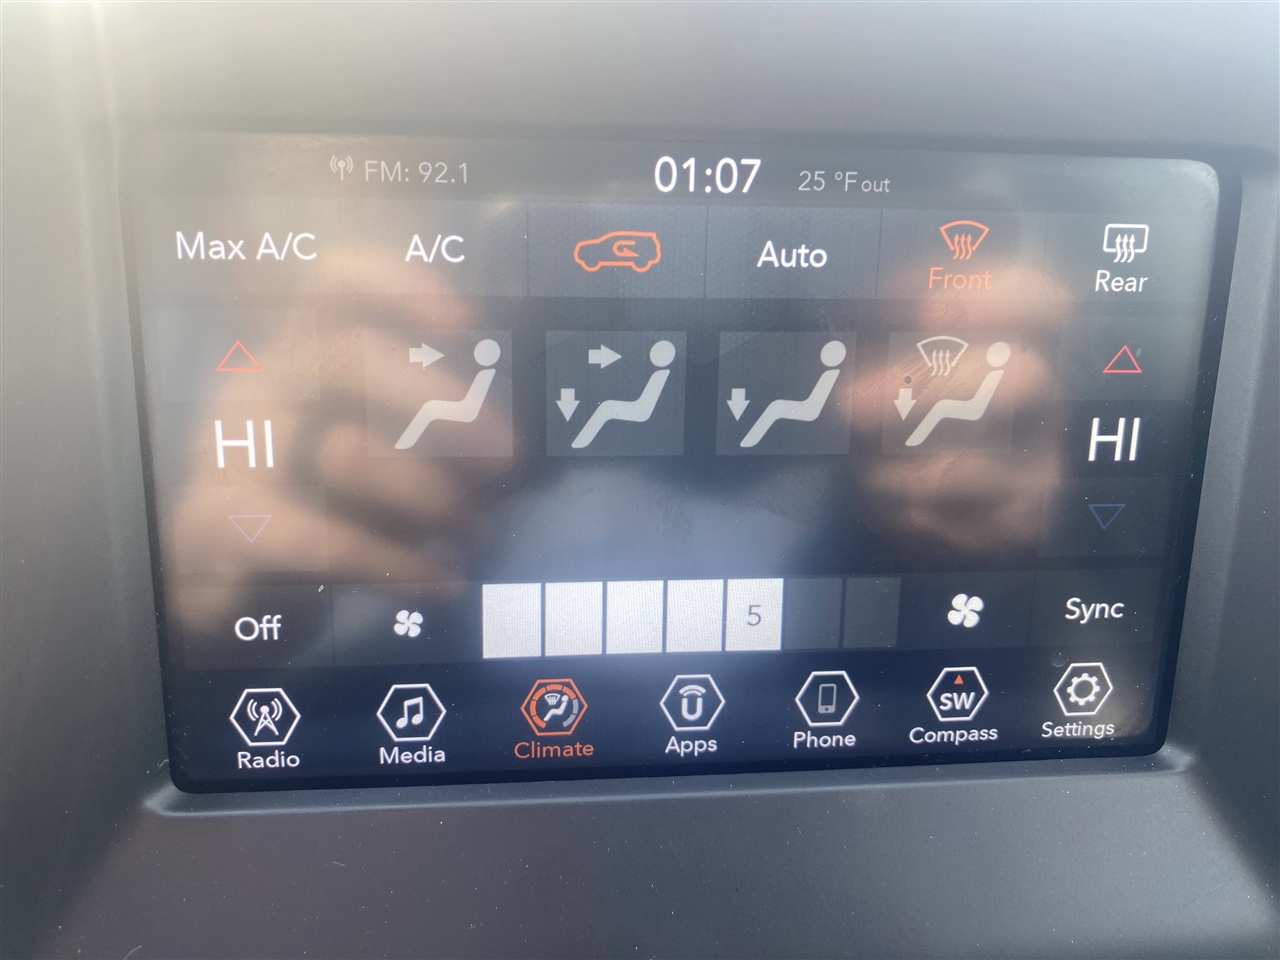 FM: 92.1
01:07
25 °F out
Max A/C
A/C
Auto
Front
Rear
HI
HI
Off
5
Sync
Radio
Media
Climate
U
Apps
Phone
SW
Compass
Settings